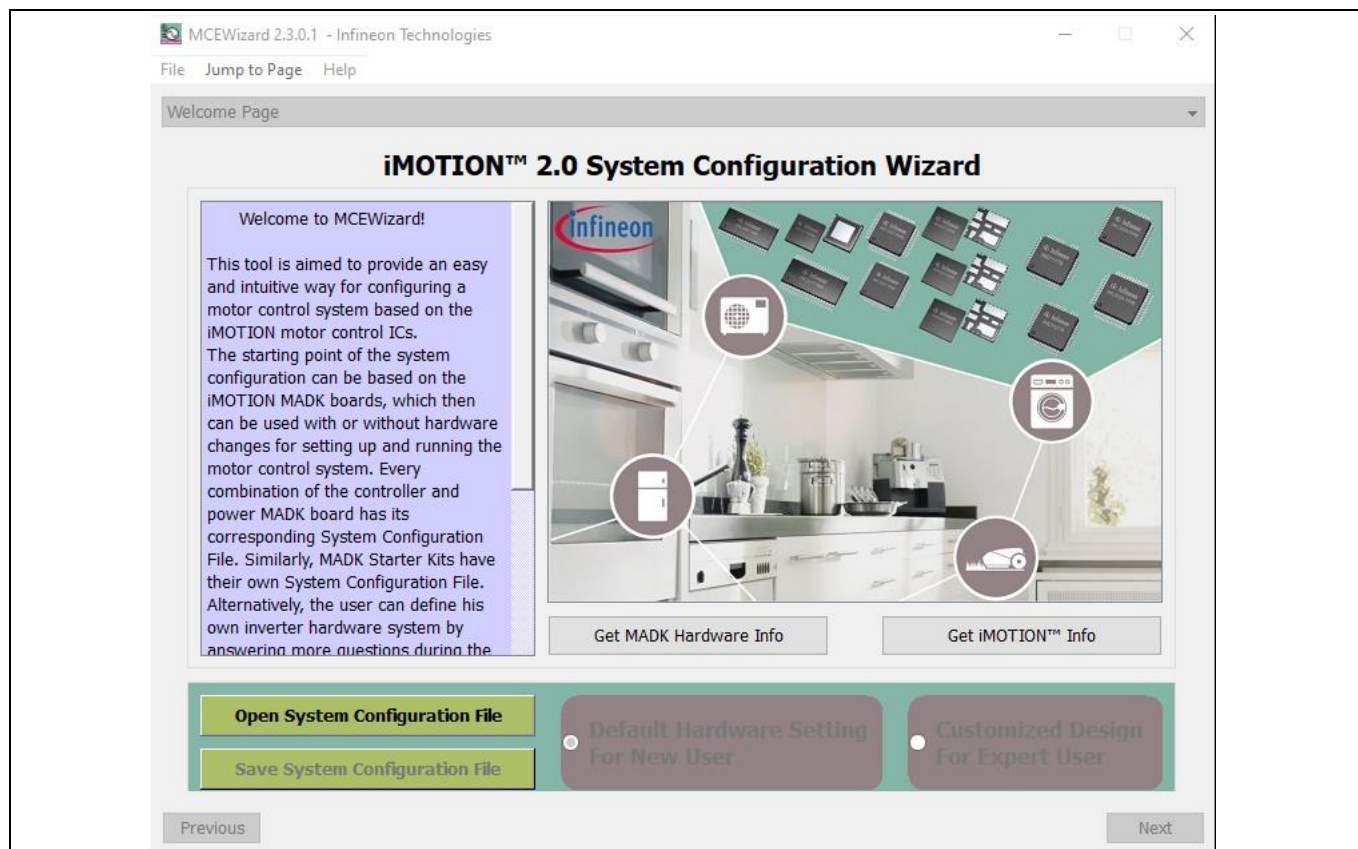 MCEWizard 2.3.0.1 - Infineon Technologies
File Jump to Page Help
Welcome Page
iMOTION™ 2.0 System Configuration Wizard
Welcome to MCEWizard!
This tool is aimed to provide an easy
and intuitive way for configuring a
motor control system based on the
iMOTION motor control ICs.
The starting point of the system
configuration can be based on the
iMOTION MADK boards, which then
can be used with or without hardware
changes for setting up and running the
motor control system. Every
combination of the controller and
power MADK board has its
corresponding System Configuration
File. Similarly, MADK Starter Kits have
their own System Configuration File.
Alternatively, the user can define his
own inverter hardware system by
answering more questions during the
infineon
Get MADK Hardware Info
Get iMOTION™ Info
Open System Configuration File
Save System Configuration File
Default Hardware Setting
For New User
Customized Design
For Expert User
Previous
Next